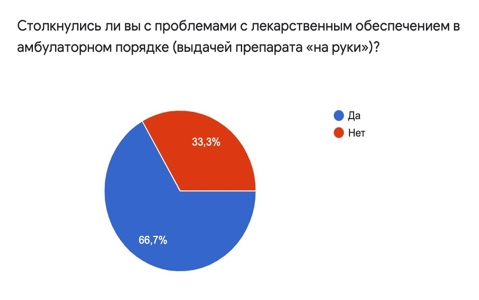 Столкнулись ли вы с проблемами с лекарственным обеспечением в
амбулаторном порядке (выдачей препарата «на руки»)?
Да
Нет
33,3%
66,7%